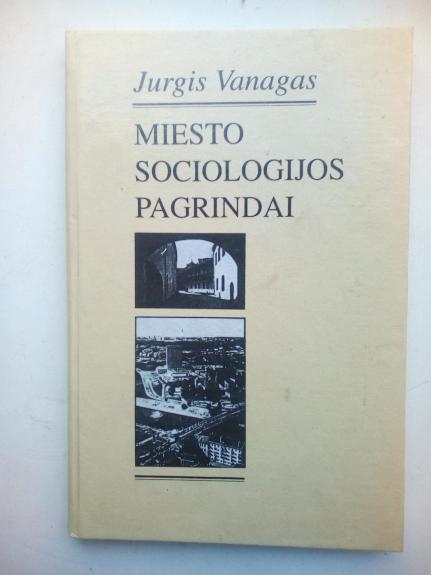 Jurgis Vanagas
MIESTO
SOCIOLOGIJOS
PAGRINDAI